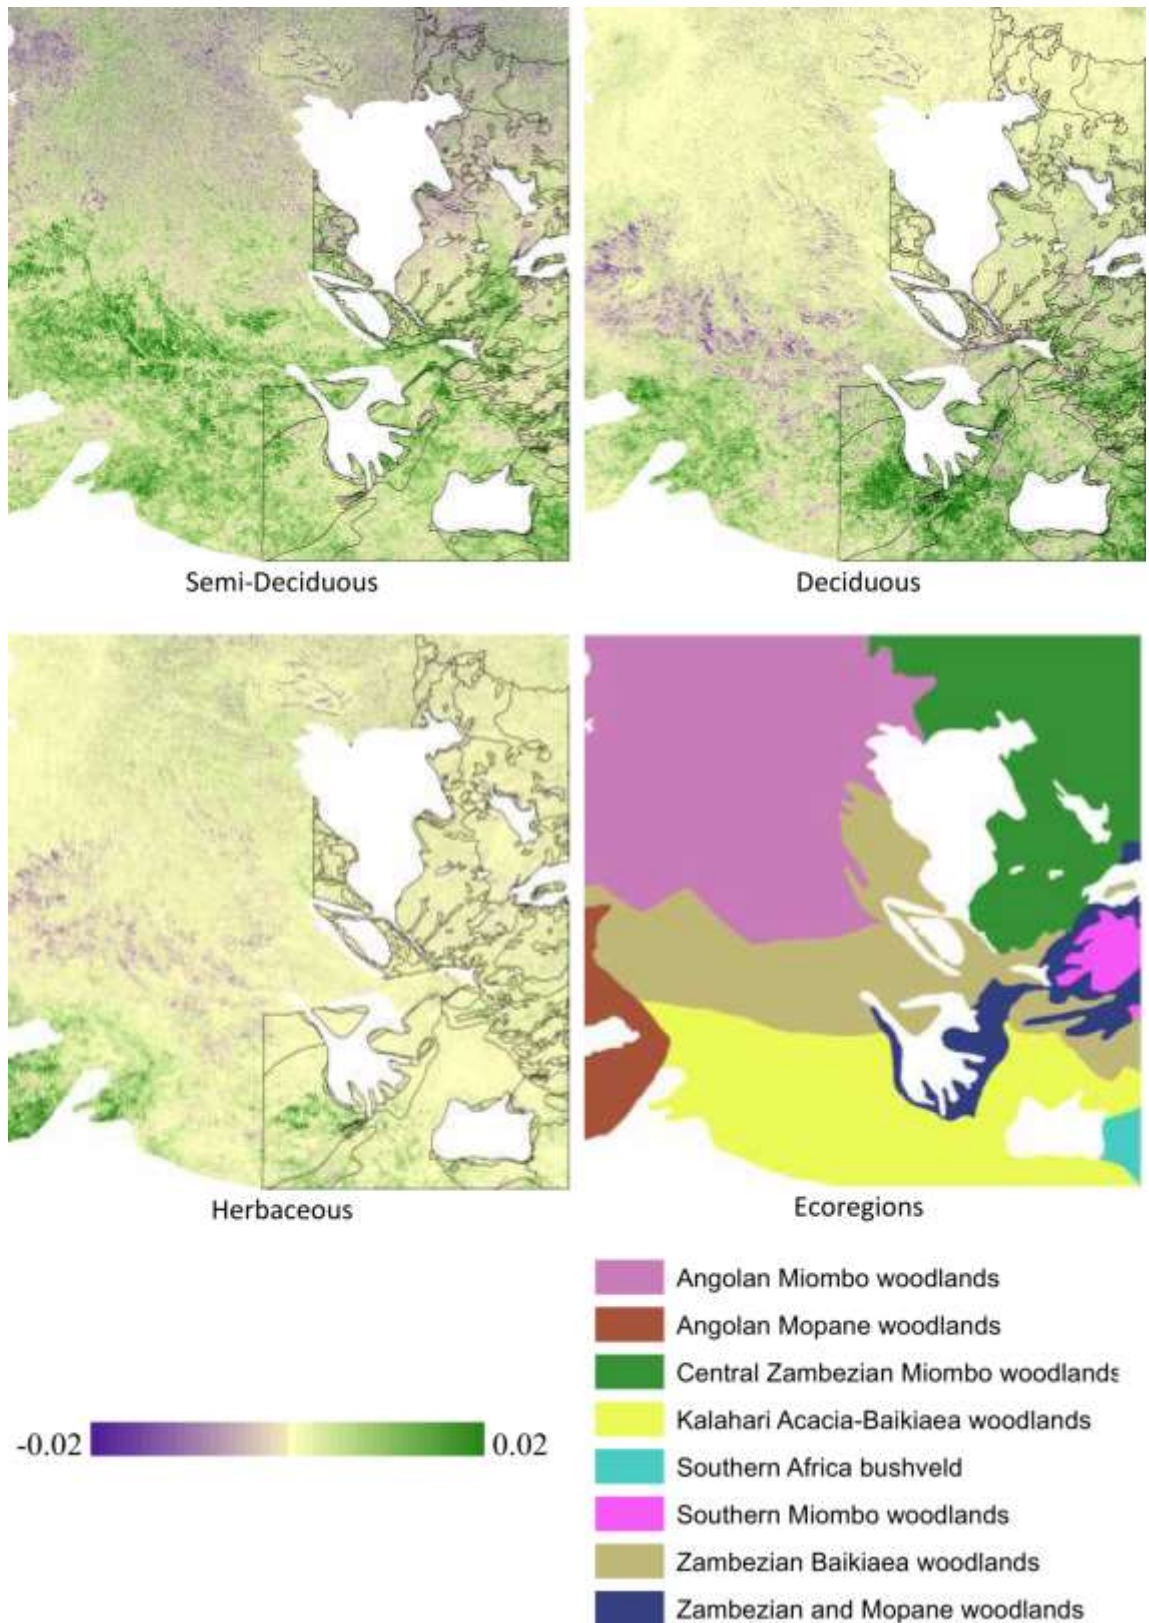 Semi-Deciduous
Deciduous
Herbaceous
Ecoregions
-0.02
0.02
Angolan Miombo woodlands
Angolan Mopane woodlands
Central Zambezian Miombo woodlands
Kalahari Acacia-Baikiaea woodlands
Southern Africa bushveld
Southern Miombo woodlands
Zambezian Baikiaea woodlands
Zambezian and Mopane woodlands